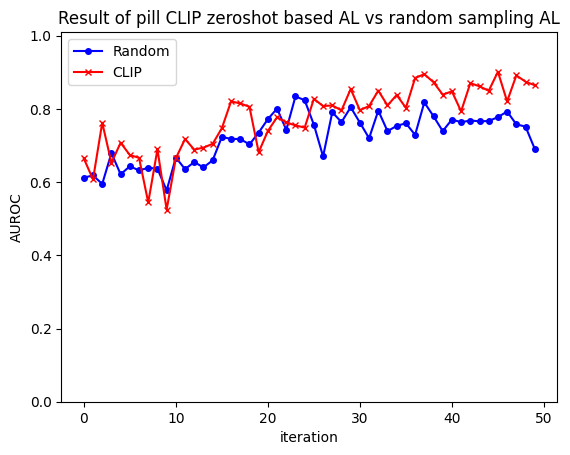 Result of pill CLIP zeroshot based AL vs random sampling AL
Random
CLIP
AUROC
1.0
0.8
0.6
0.4
0.2
0.0
0 10 20 30 40 50
iteration